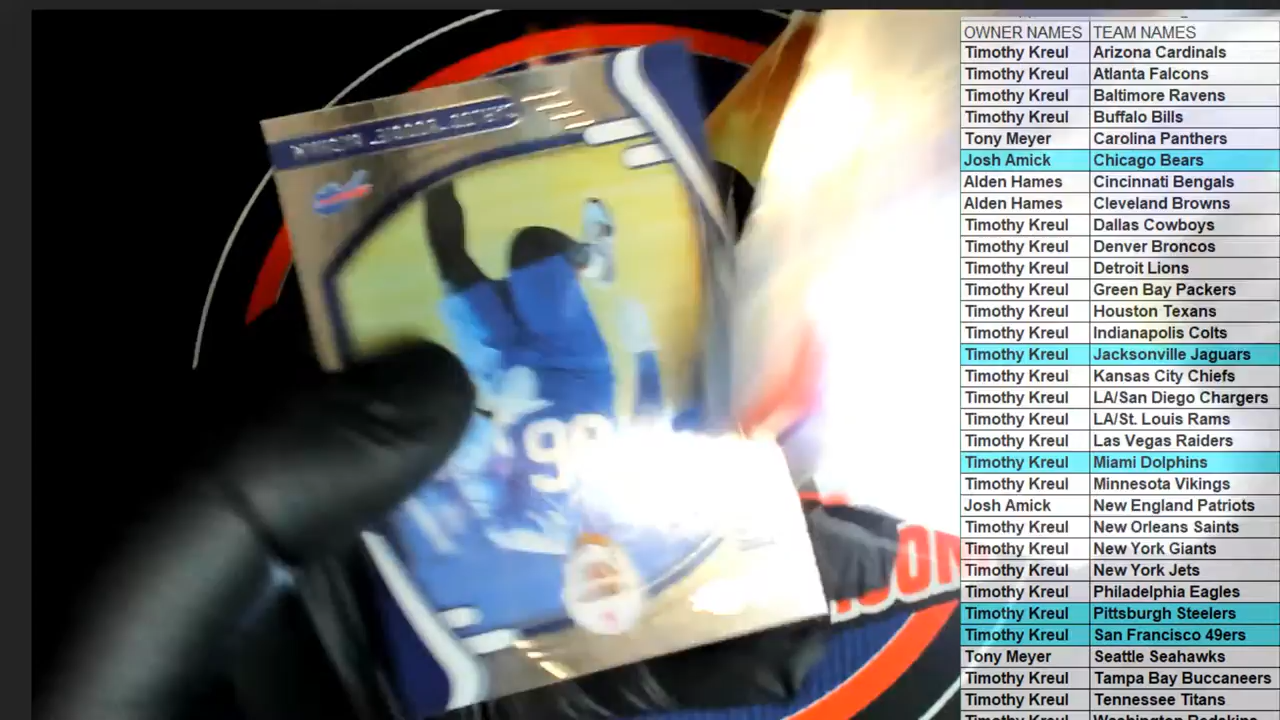 OWNER NAMES TEAM NAMES
Timothy Kreul Arizona Cardinals
Timothy Kreul Atlanta Falcons
Timothy Kreul Baltimore Ravens
Timothy Kreul Buffalo Bills
Tony Meyer Carolina Panthers
Josh Amick Chicago Bears
Alden Hames Cincinnati Bengals
Alden Hames Cleveland Browns
Timothy Kreul Dallas Cowboys
Timothy Kreul Denver Broncos
Timothy Kreul Detroit Lions
Timothy Kreul Green Bay Packers
Timothy Kreul Houston Texans
Timothy Kreul Indianapolis Colts
Timothy Kreul Jacksonville Jaguars
Timothy Kreul Kansas City Chiefs
Timothy Kreul LA/San Diego Chargers
Timothy Kreul LA/St. Louis Rams
Timothy Kreul Las Vegas Raiders
Timothy Kreul Miami Dolphins
Timothy Kreul Minnesota Vikings
Josh Amick New England Patriots
Timothy Kreul New Orleans Saints
Timothy Kreul New York Giants
Timothy Kreul New York Jets
Timothy Kreul Philadelphia Eagles
Timothy Kreul Pittsburgh Steelers
Timothy Kreul San Francisco 49ers
Tony Meyer Seattle Seahawks
Timothy Kreul Tampa Bay Buccaneers
Timothy Kreul Tennessee Titans
Timothy Kreul Washington Redskins